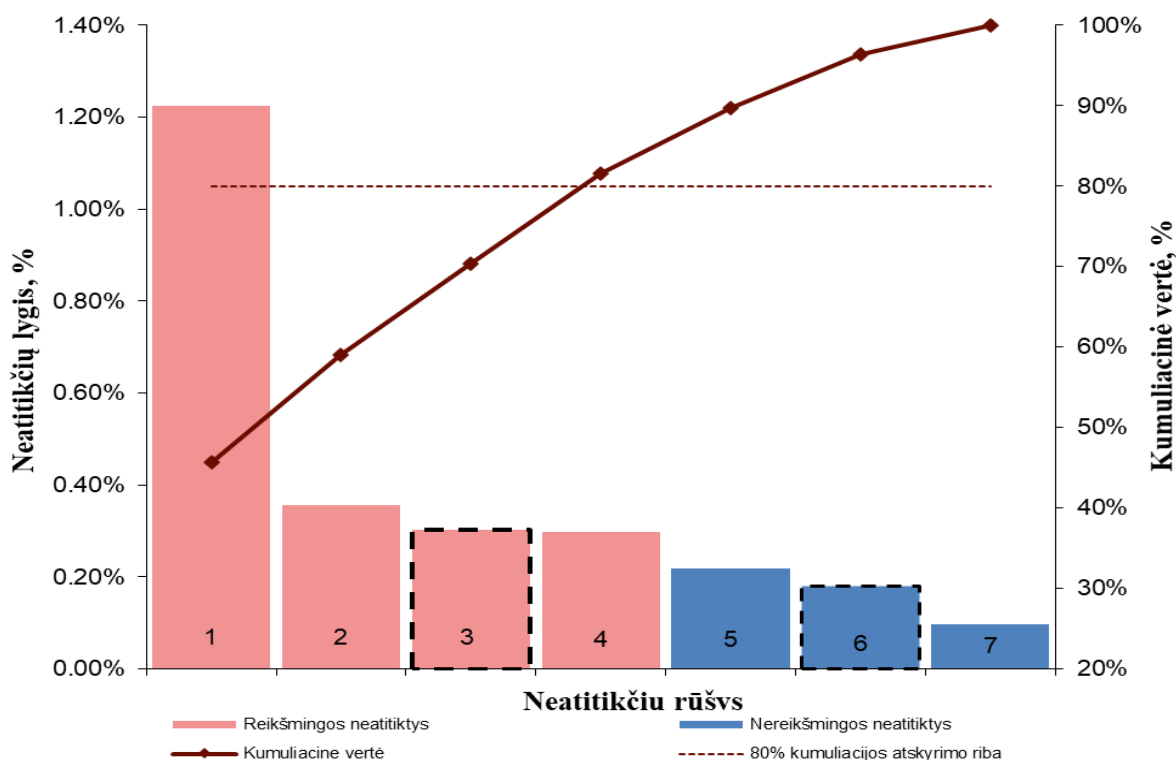 1.40%
1.20%
1.00%
0.80%
0.60%
0.40%
0.20%
0.00%
Neatitikčių lygis, %
100%
90%
80%
70%
60%
50%
40%
30%
20%
Kumuliacinė vertė, %
1 2 3 4 5 6 7
Neatitikčiu rūšvs
Reikšmingos neatitiktys
Nereikšmingos neatitiktys
Kumuliacine vertė
80% kumuliacijos atskyrimo riba